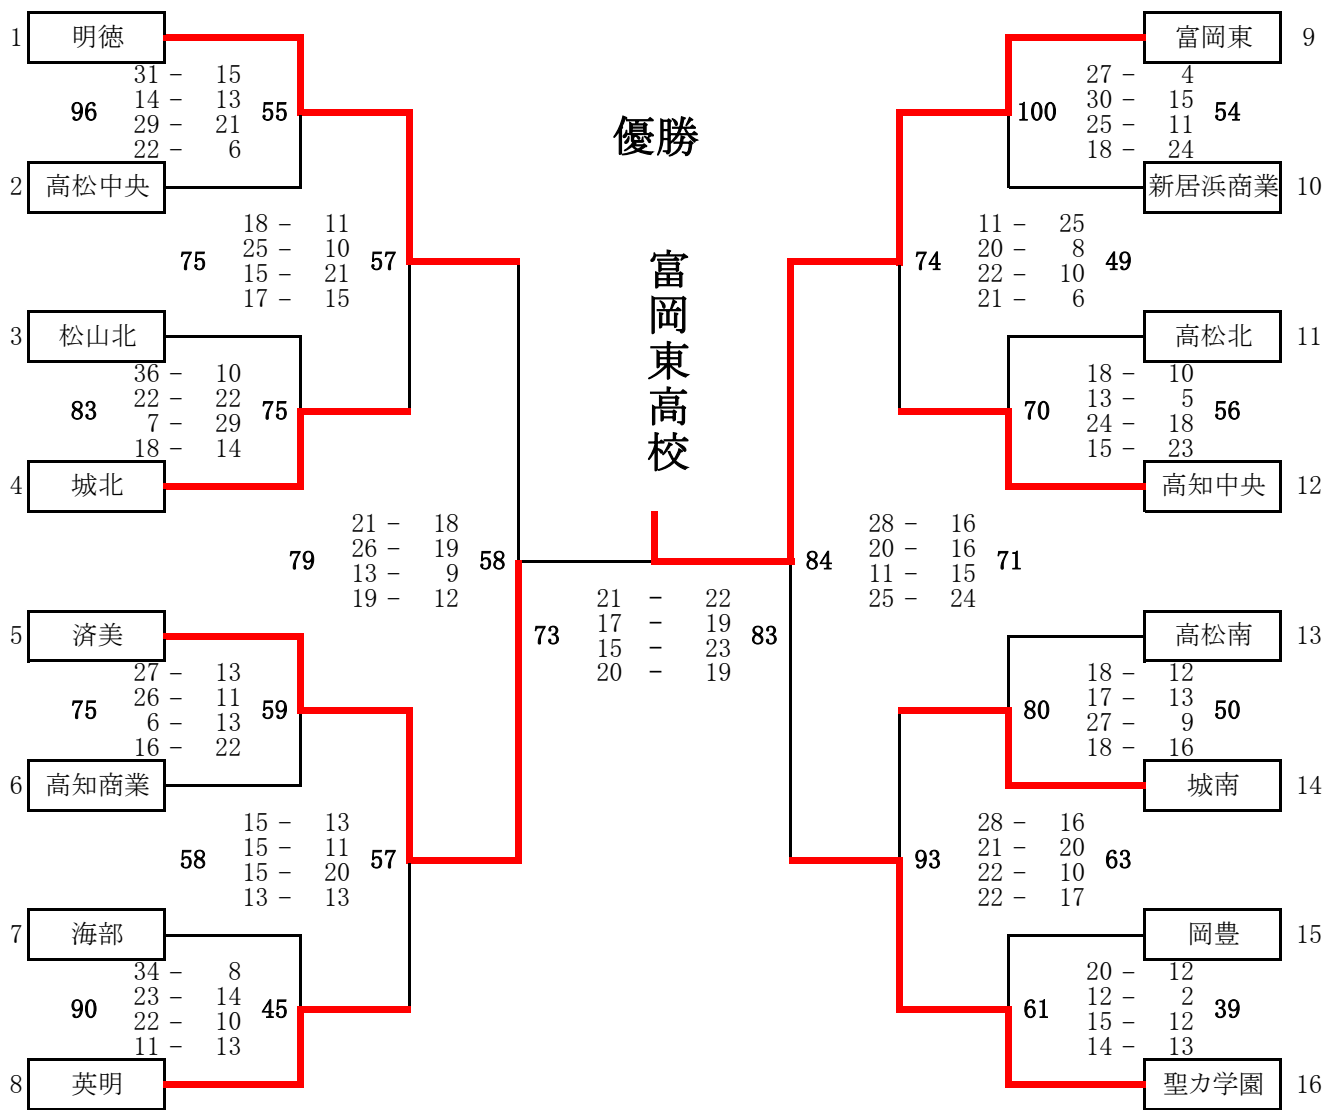 優勝
富岡東高校
1 明徳
31 - 15
96 14 - 13 55
29 - 21
22 - 6
2 高松中央
18 - 11
75 25 - 10 57
15 - 21
17 - 15
3 松山北
36 - 10
83 22 - 22 75
7 - 29
18 - 14
4 城北
21 - 18
79 26 - 19 58
13 - 9
19 - 12
5 済美
27 - 13
75 26 - 11 59
6 - 13
16 - 22
6 高知商業
15 - 13
58 15 - 11 57
15 - 20
13 - 13
7 海部
34 - 8
90 23 - 14 45
22 - 10
11 - 13
8 英明
21 - 22
73 17 - 19 83
15 - 23
20 - 19
富岡東 9
27 - 4
100 30 - 15 54
25 - 11
18 - 24
新居浜商業 10
11 - 25
74 20 - 8 49
22 - 10
21 - 6
高松北 11
18 - 10
70 13 - 5 56
24 - 18
15 - 23
高知中央 12
28 - 16
84 20 - 16 71
11 - 15
25 - 24
高松南 13
18 - 12
80 17 - 13 50
27 - 9
18 - 16
城南 14
28 - 16
93 21 - 20 63
22 - 10
22 - 17
岡豊 15
20 - 12
61 12 - 2 39
15 - 12
14 - 13
聖カ学園 16